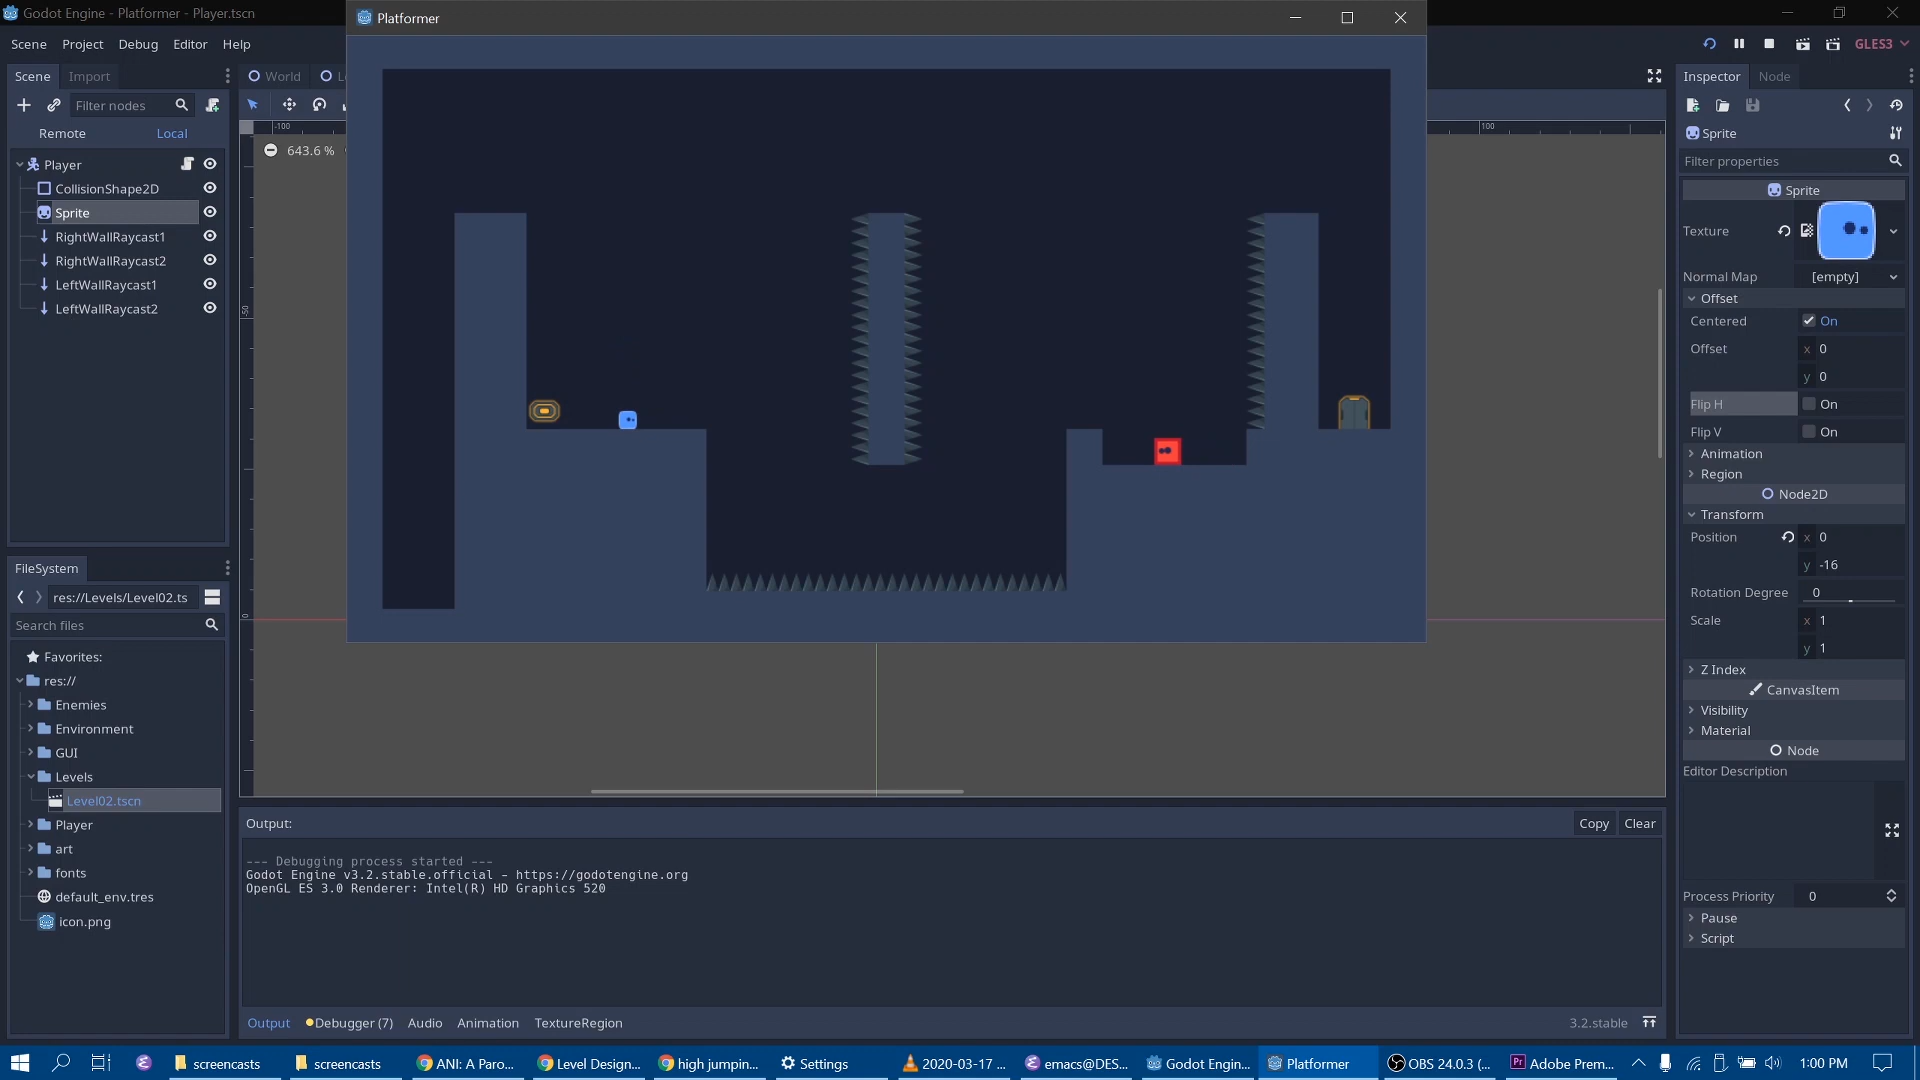 Godot Engine - Platformer - Player.tscn
Platformer
Scene Project Debug Editor Help
GLES3
Scene Import
World
Inspector Node
Filter nodes
Remote Local
-100
100
643.6 %
Sprite
Filter properties
Player
CollisionShape2D
Sprite
RightWallRaycast1
RightWallRaycast2
LeftWallRaycast1
LeftWallRaycast2
-50
0
Sprite
Texture
Normal Map [empty]
Offset
Centered On
Offset x 0
y 0
Flip H On
Flip V On
Animation
Region
Node2D
Transform
Position x 0
y -16
Rotation Degree 0
Scale x 1
y 1
Z Index
CanvasItem
Visibility
Material
Node
Editor Description
Process Priority 0
Pause
Script
FileSystem
res://Levels/Level02.ts
Search files
Favorites:
res://
Enemies
Environment
GUI
Levels
Level02.tscn
Player
art
fonts
default_env.tres
icon.png
Output:
Copy Clear
--- Debugging process started ---
Godot Engine v3.2.stable.official - https://godotengine.org
OpenGL ES 3.0 Renderer: Intel(R) HD Graphics 520
Output Debugger (7) Audio Animation TextureRegion
3.2.stable
screencasts screencasts ANI: A Paro... Level Design... high jumpin... Settings 2020-03-17 ... emacs@DES... Godot Engin... Platformer OBS 24.0.3 (... Adobe Prem... 1:00 PM